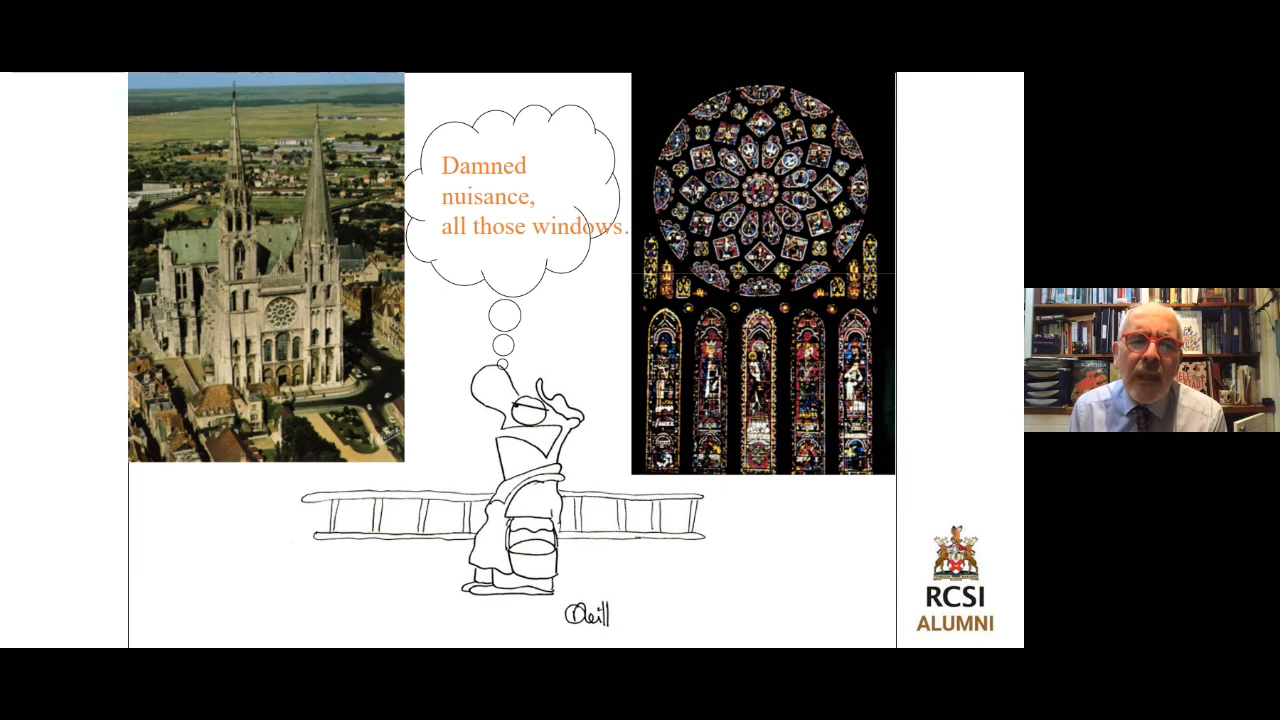 Damned
nuisance,
all those windows.
O'Neill
RCSI
ALUMNI